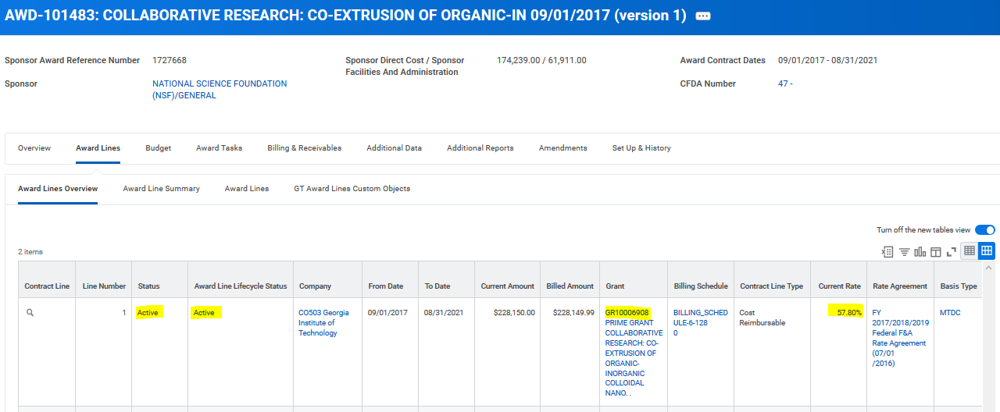 AWD-101483: COLLABORATIVE RESEARCH: CO-EXTRUSION OF ORGANIC-IN 09/01/2017 (version 1)
Sponsor Award Reference Number 1727668 Sponsor Direct Cost / Sponsor 174,239.00 / 61,911.00 Award Contract Dates 09/01/2017 - 08/31/2021
Facilities And Administration
Sponsor NATIONAL SCIENCE FOUNDATION CFDA Number 47 -
(NSF)/GENERAL
Overview Award Lines Budget Award Tasks Billing & Receivables Additional Data Additional Reports Amendments Set Up & History
Award Lines Overview Award Line Summary Award Lines GT Award Lines Custom Objects
Turn off the new tables view
2 items
Contract Line Line Number Status Award Line Lifecycle Status Company From Date To Date Current Amount Billed Amount Grant Billing Schedule Contract Line Type Current Rate Rate Agreement Basis Type
1 Active Active CO503 Georgia 09/01/2017 08/31/2021 $228,150.00 $228,149.99 GR10006908 BILLING_SCHED Cost 57.80% FY MTDC
Institute of PRIME GRANT ULE-6-128 Reimbursable 2017/2018/2019
Technology COLLABORATIVE 0 Federal F&A
RESEARCH: CO- Rate Agreement
EXTRUSION OF (07/01
ORGANIC- /2016)
INORGANIC
COLLOIDAL
NANO. .